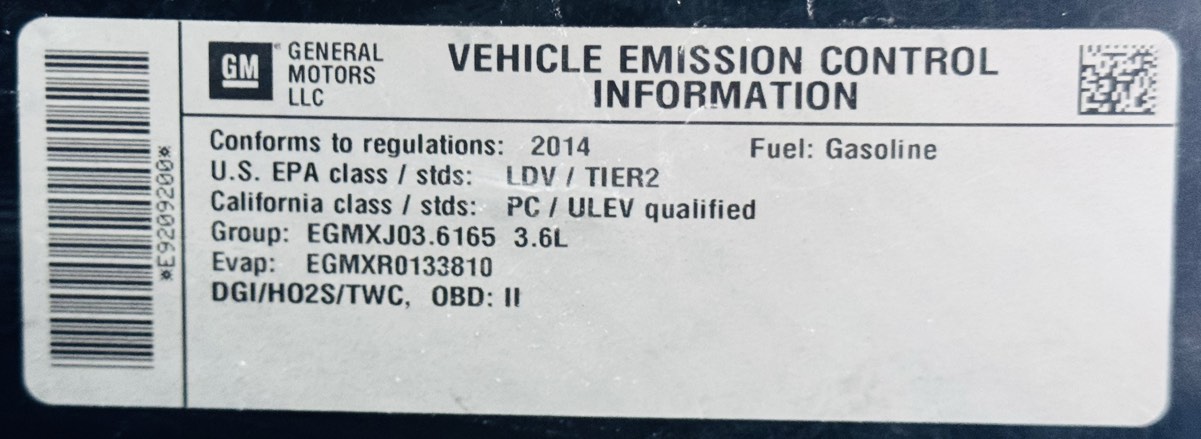 *E9209200*
GM
GENERAL
MOTORS
LLC
VEHICLE EMISSION CONTROL
INFORMATION
Conforms to regulations: 2014 Fuel: Gasoline
U.S. EPA class / stds: LDV / TIER2
California class / stds: PC / ULEV qualified
Group: EGMXJ03.6165 3.6L
Evap: EGMXR0133810
DGI/HO2S/TWC, OBD: II